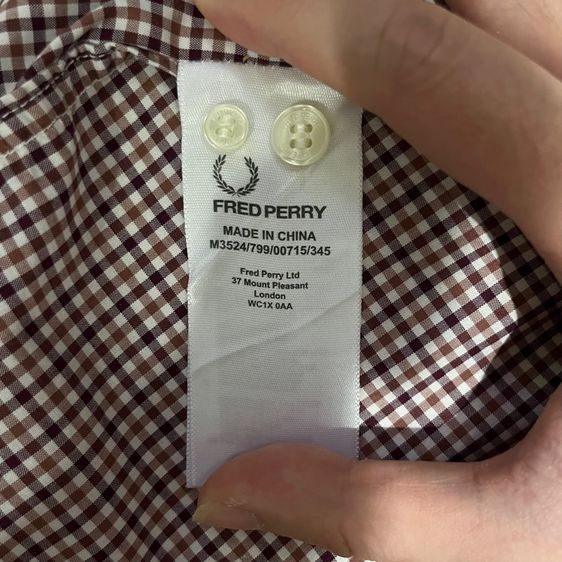 FRED PERRY
MADE IN CHINA
M3524/799/00715/345
Fred Perry Ltd
37 Mount Pleasant
London
WC1X 0AA